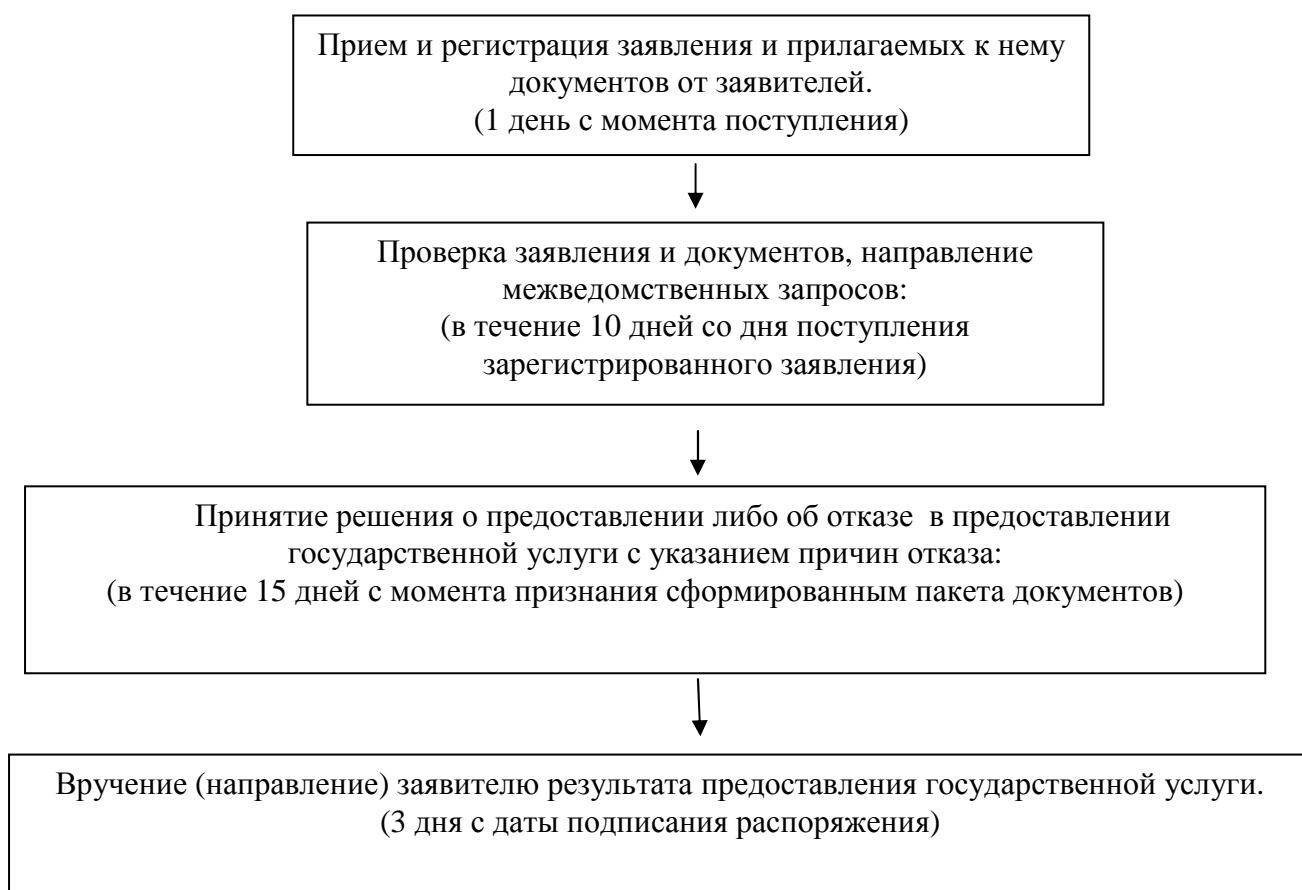 Прием и регистрация заявления и прилагаемых к нему
документов от заявителей.
(1 день с момента поступления)
Проверка заявления и документов, направление
межведомственных запросов:
(в течение 10 дней со дня поступления
зарегистрированного заявления)
Принятие решения о предоставлении либо об отказе  в предоставлении
государственной услуги с указанием причин отказа:
(в течение 15 дней с момента признания сформированным пакета документов)
Вручение (направление) заявителю результата предоставления государственной услуги.
(3 дня с даты подписания распоряжения)